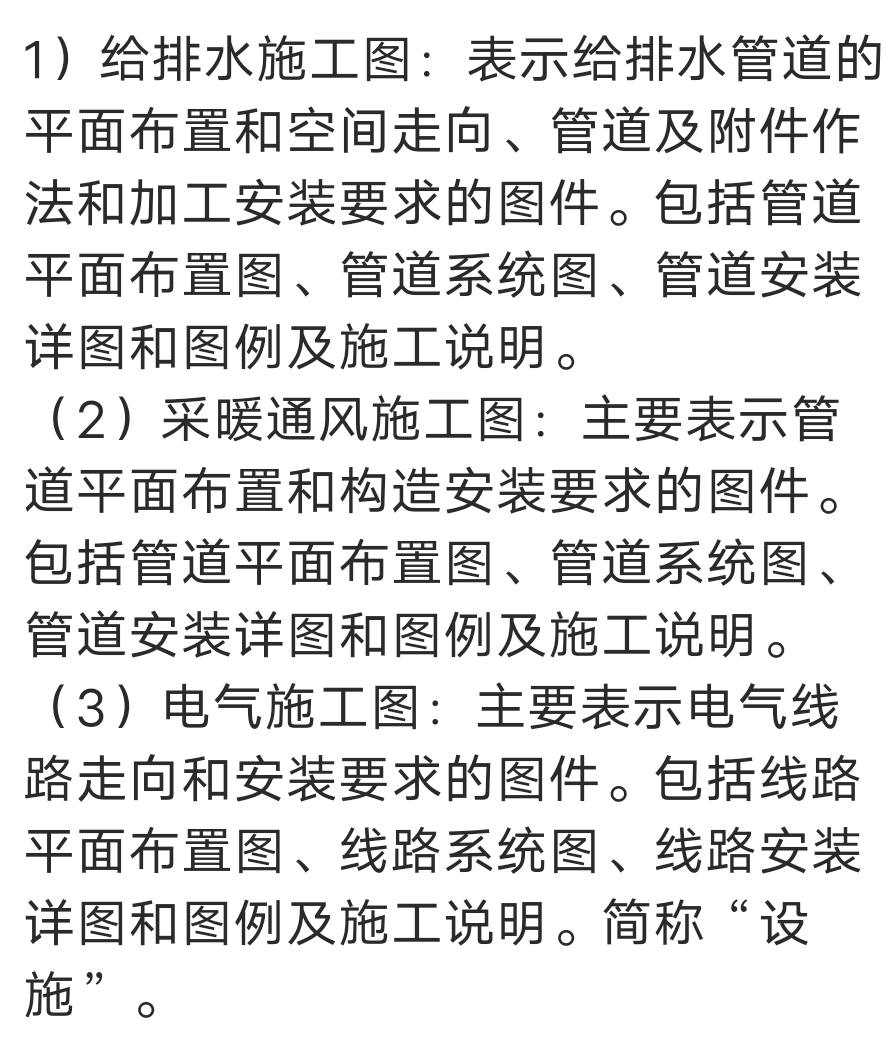 1）给排水施工图：表示给排水管道的
平面布置和空间走向、管道及附件作
法和加工安装要求的图件。包括管道
平面布置图、管道系统图、管道安装
详图和图例及施工说明。
（2）采暖通风施工图：主要表示管
道平面布置和构造安装要求的图件。
包括管道平面布置图、管道系统图、
管道安装详图和图例及施工说明。
（3）电气施工图：主要表示电气线
路走向和安装要求的图件。包括线路
平面布置图、线路系统图、线路安装
详图和图例及施工说明。简称“设
施”。